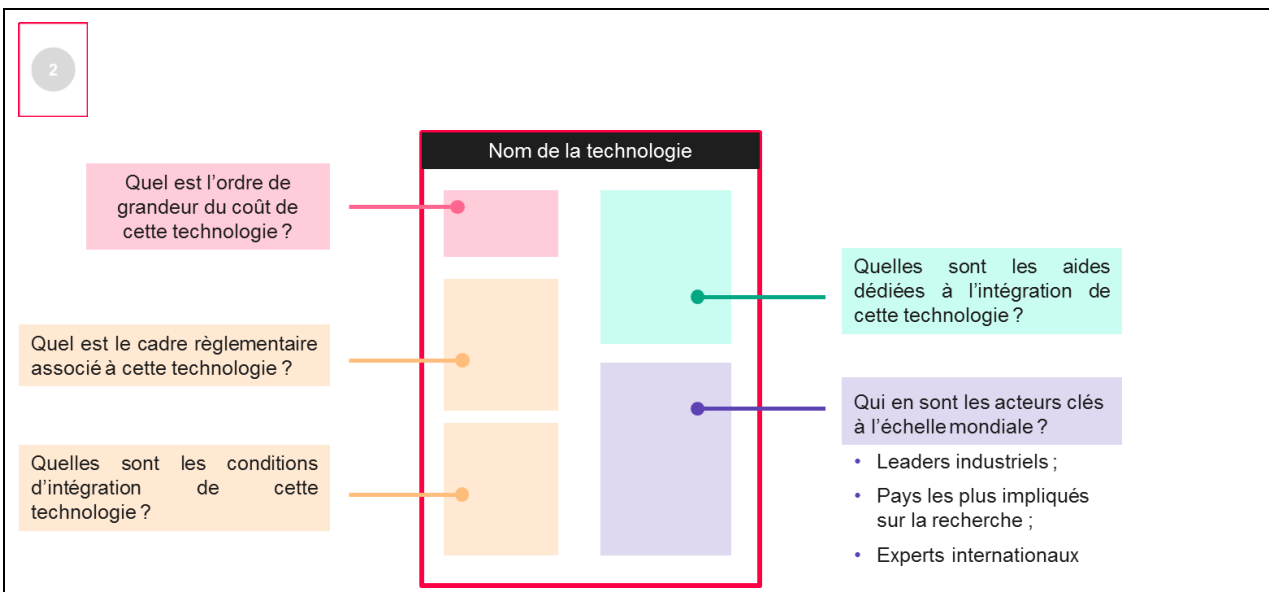 2
Nom de la technologie
Quel est l’ordre de
grandeur du coût de
cette technologie ?
Quel est le cadre règlementaire
associé à cette technologie ?
Quelles sont les conditions
d’intégration de cette
technologie ?
Quelles sont les aides
dédiées à l’intégration de
cette technologie ?
Qui en sont les acteurs clés
à l’échelle mondiale ?
• Leaders industriels ;
• Pays les plus impliqués
sur la recherche ;
• Experts internationaux